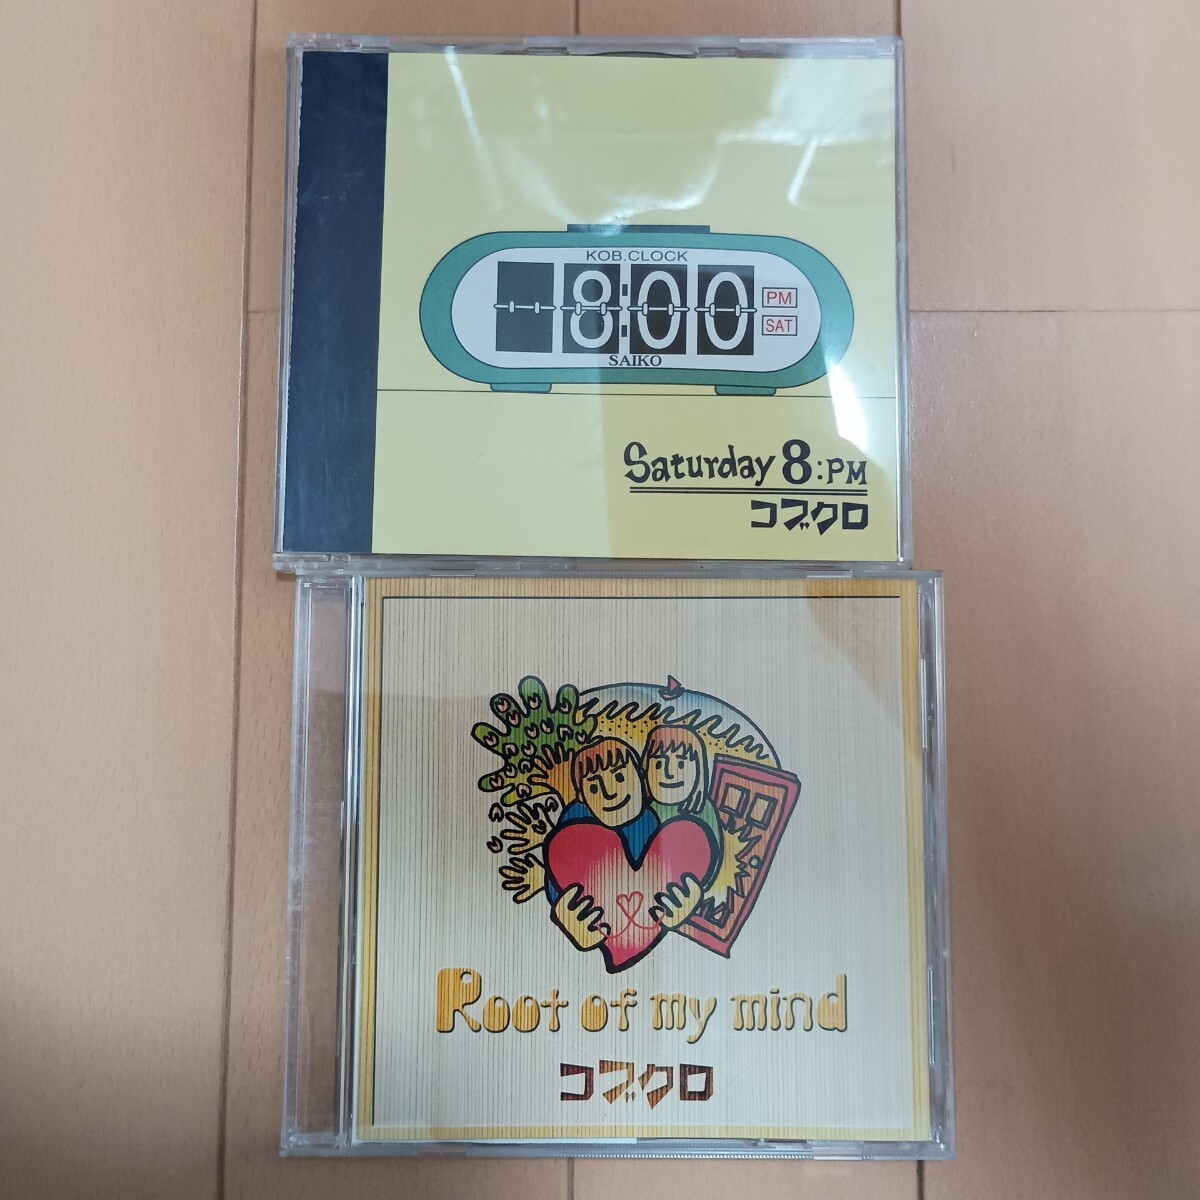 KOB.CLOCK
8:00
PM
SAT
SAIKO
Saturday 8:PM
コブクロ
Root of my mind
コブクロ